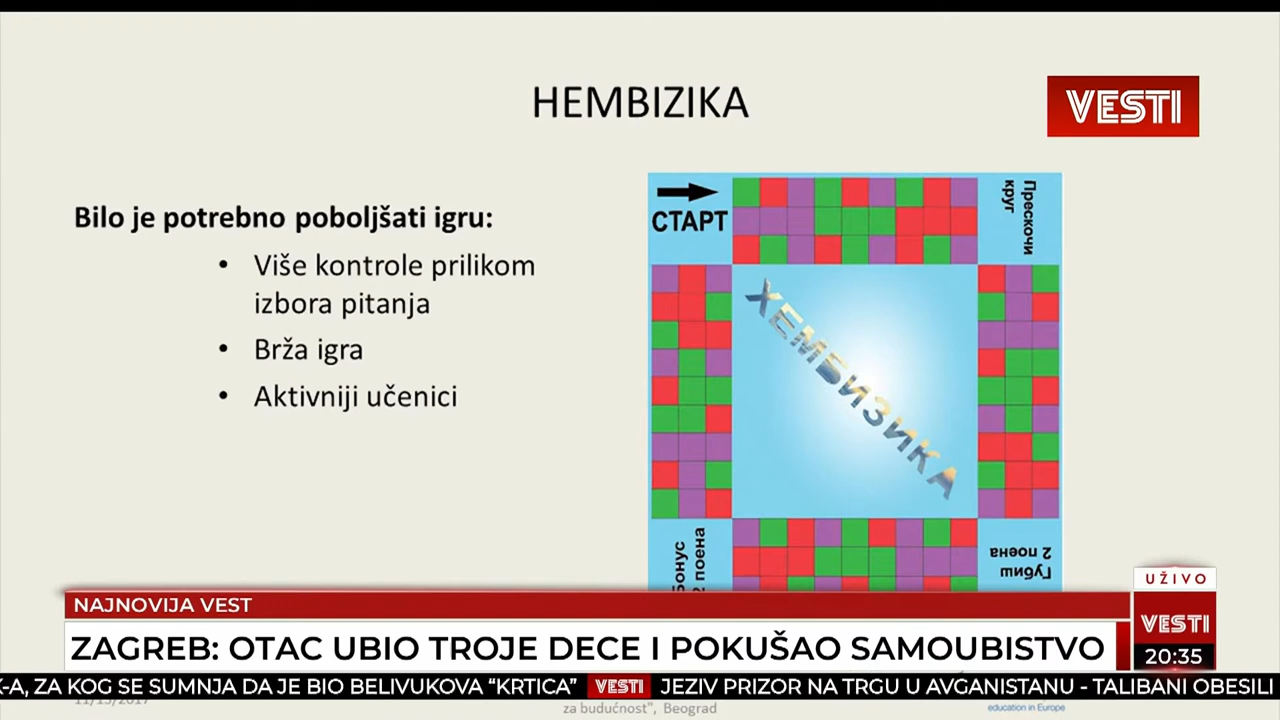 HEMBIZIKA
VESTI
Bilo je potrebno poboljšati igru:
• Više kontrole prilikom
izbora pitanja
• Brža igra
• Aktivniji učenici
СТАРТ
Прескочи
круг
ХЕМБИЗИКА
Бонус
2 поена
Губиш
2 поена
UŽIVO
NAJNOVIJA VEST
ZAGREB: OTAC UBIO TROJE DECE I POKUŠAO SAMOUBISTVO
VESTI
20:35
K-A, ZA KOG SE SUMNJA DA JE BIO BELIVUKOVA “KRTICA” VESTI JEZIV PRIZOR NA TRGU U AVGANISTANU - TALIBANI OBESILI
za budućnost", Beograd
education in Europe